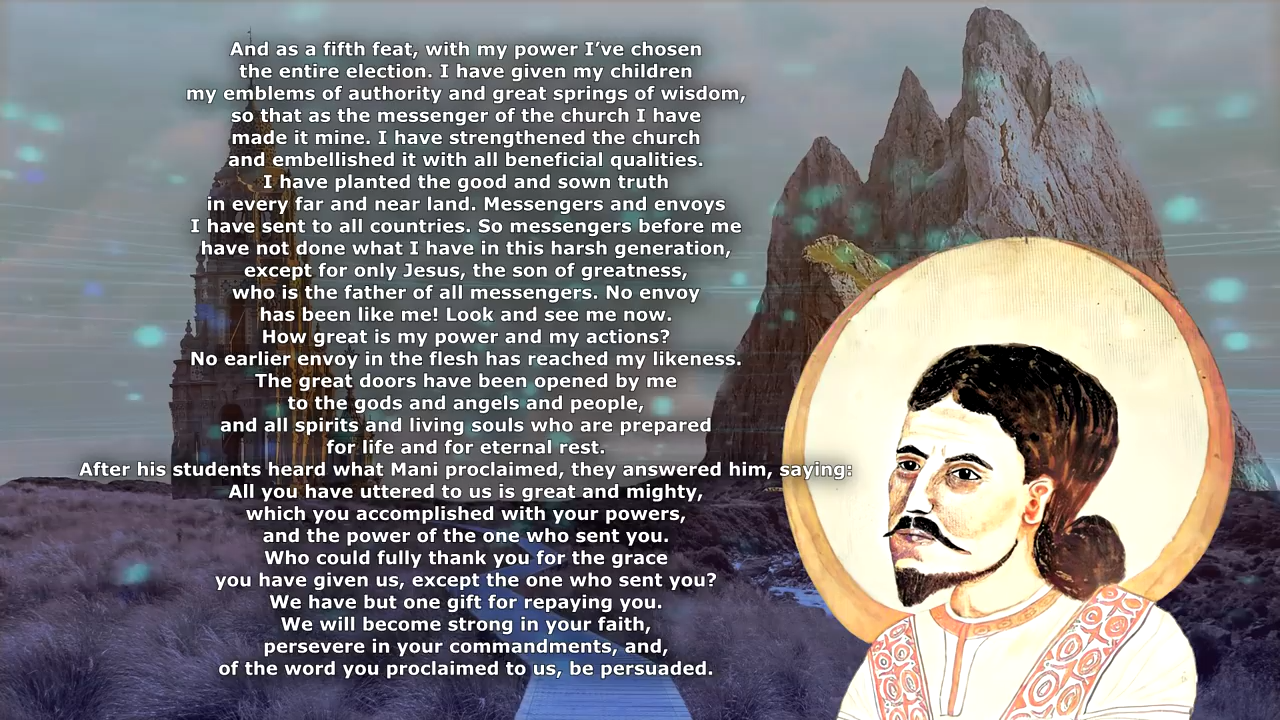 And as a fifth feat, with my power I’ve chosen
the entire election. I have given my children
my emblems of authority and great springs of wisdom,
so that as the messenger of the church I have
made it mine. I have strengthened the church
and embellished it with all beneficial qualities.
I have planted the good and sown truth
in every far and near land. Messengers and envoys
I have sent to all countries. So messengers before me
have not done what I have in this harsh generation,
except for only Jesus, the son of greatness,
who is the father of all messengers. No envoy
has been like me! Look and see me now.
How great is my power and my actions?
No earlier envoy in the flesh has reached my likeness.
The great doors have been opened by me
to the gods and angels and people,
and all spirits and living souls who are prepared
for life and for eternal rest.
After his students heard what Mani proclaimed, they answered him, saying:
All you have uttered to us is great and mighty,
which you accomplished with your powers,
and the power of the one who sent you.
Who could fully thank you for the grace
you have given us, except the one who sent you?
We have but one gift for repaying you.
We will become strong in your faith,
persevere in your commandments, and,
of the word you proclaimed to us, be persuaded.